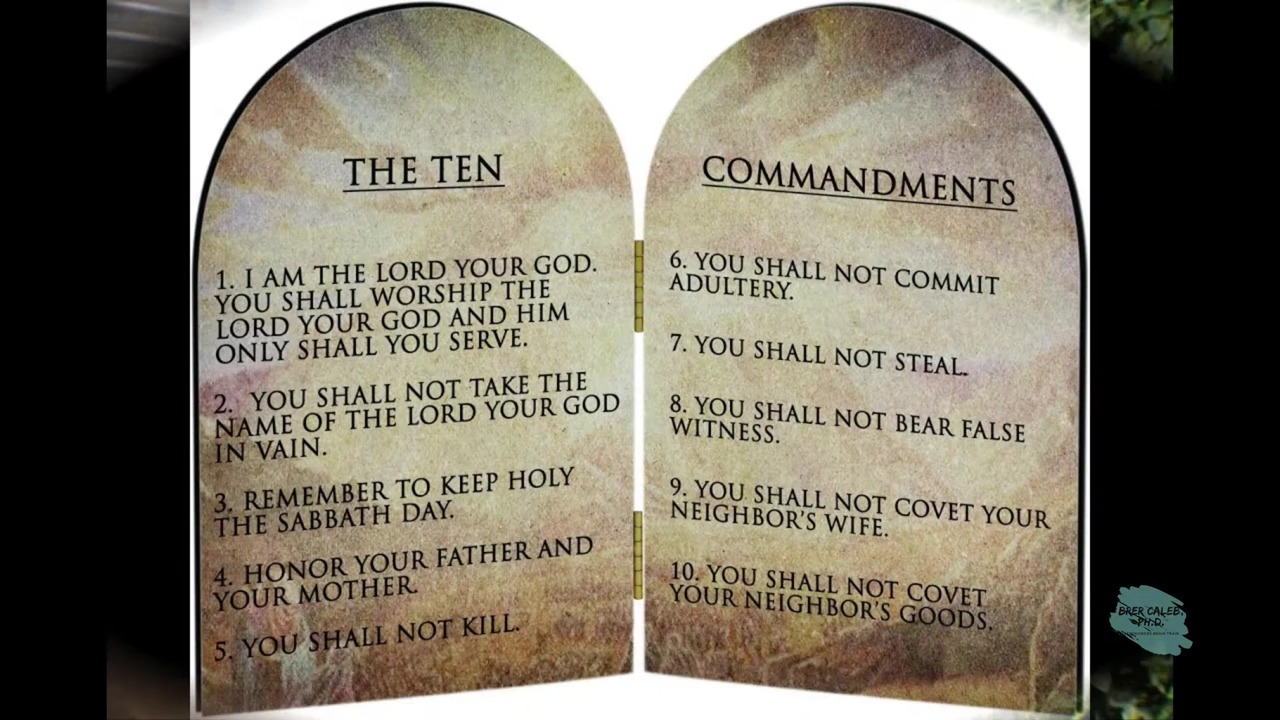 THE TEN
1. I AM THE LORD YOUR GOD.
YOU SHALL WORSHIP THE
LORD YOUR GOD AND HIM
ONLY SHALL YOU SERVE.
2. YOU SHALL NOT TAKE THE
NAME OF THE LORD YOUR GOD
IN VAIN.
3. REMEMBER TO KEEP HOLY
THE SABBATH DAY.
4. HONOR YOUR FATHER AND
YOUR MOTHER.
5. YOU SHALL NOT KILL.
COMMANDMENTS
6. YOU SHALL NOT COMMIT
ADULTERY.
7. YOU SHALL NOT STEAL.
8. YOU SHALL NOT BEAR FALSE
WITNESS.
9. YOU SHALL NOT COVET YOUR
NEIGHBOR'S WIFE.
10. YOU SHALL NOT COVET
YOUR NEIGHBOR'S GOODS.
BRER CALEB,
PH.D.